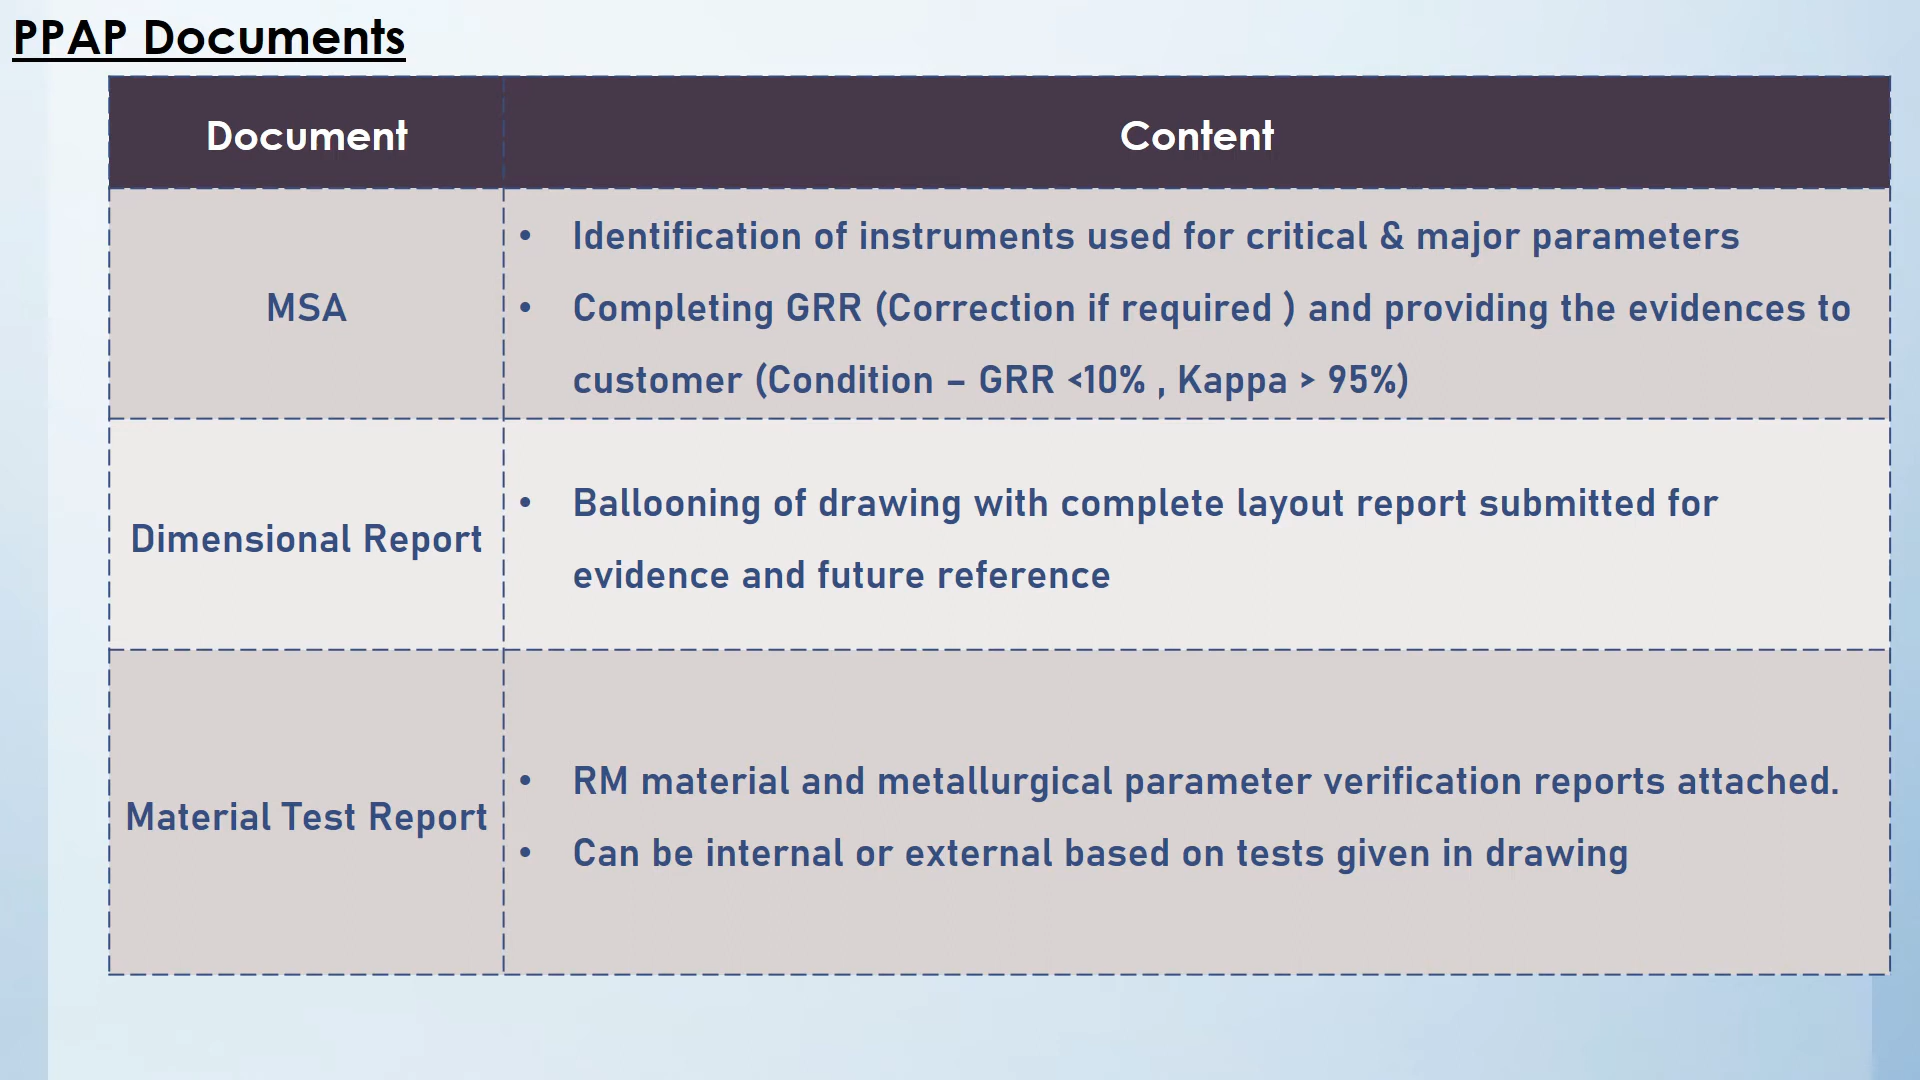 PPAP Documents
Document
Content
MSA
• Identification of instruments used for critical & major parameters
• Completing GRR (Correction if required ) and providing the evidences to
customer (Condition – GRR <10% , Kappa > 95%)
Dimensional Report
• Ballooning of drawing with complete layout report submitted for
evidence and future reference
Material Test Report
• RM material and metallurgical parameter verification reports attached.
• Can be internal or external based on tests given in drawing